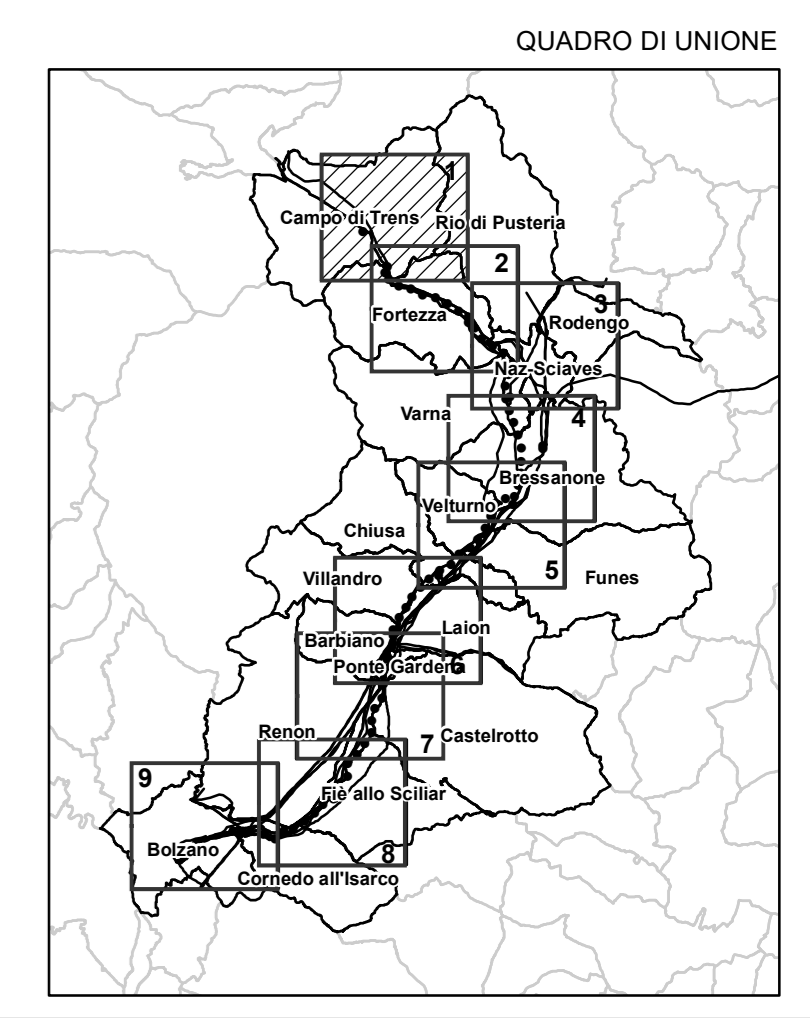 QUADRO DI UNIONE
1
Campo di Trens
Rio di Pusteria
2
3
Fortezza
Rodengo
Naz-Sciaves
Varna
4
Bressanone
Velturno
Chiusa
5
Villandro
Funes
Laion
Barbiano
Ponte Gardena
6
Renon
7
Castelrotto
9
Fiè allo Sciliar
Bolzano
8
Cornedo all'Isarco